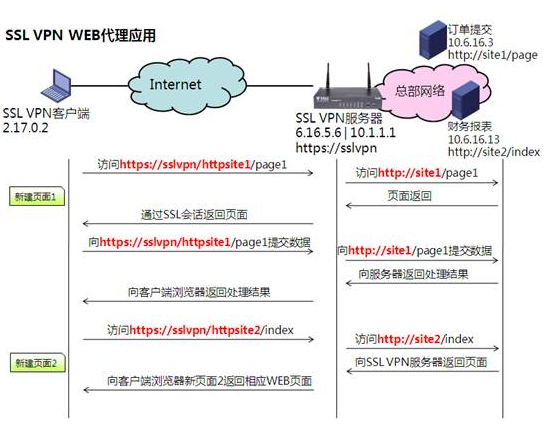 SSL VPN WEB代理应用
订单提交
10.6.16.3
http://site1/page
Internet
总部网络
SSL VPN客户端
2.17.0.2
SSL VPN服务器
6.16.5.6 | 10.1.1.1
https://sslvpn
财务报表
10.6.16.13
http://site2/index
访问https://sslvpn/httpsite1/page1
访问http://site1/page1
新建页面1
页面返回
通过SSL会话返回页面
向https://sslvpn/httpsite1/page1提交数据
向http://site1/page1提交数据
向服务器返回处理结果
向客户端浏览器返回处理结果
访问https://sslvpn/httpsite2/index
访问http://site2/index
新建页面2
向SSL VPN服务器返回页面
向客户端浏览器新页面2返回相应WEB页面